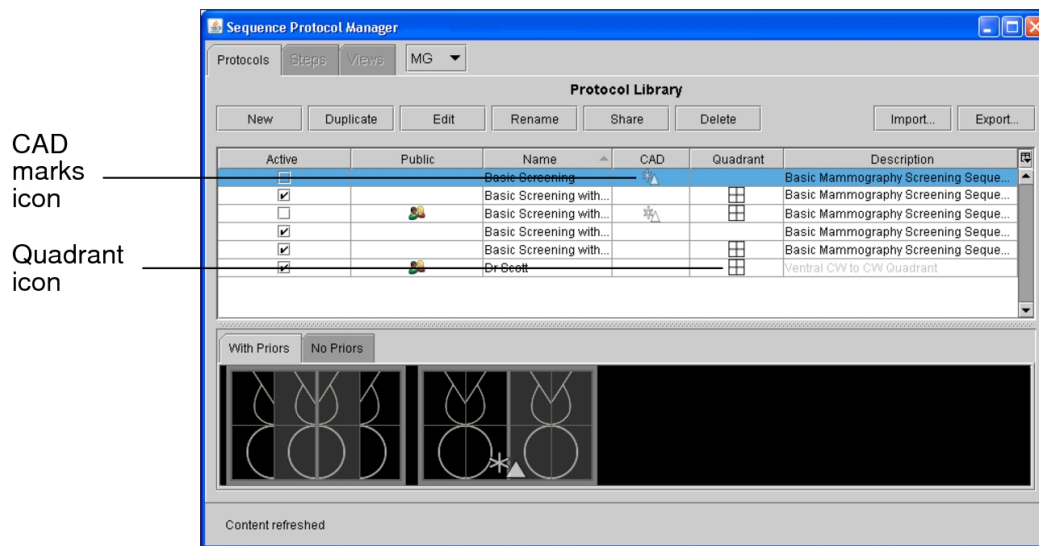 Sequence Protocol Manager
Protocols Steps Views MG
Protocol Library
New Duplicate Edit Rename Share Delete Import... Export...
CAD
marks
icon
Active Public Name CAD Quadrant Description
Basic Screening Basic Mammography Screening Seque...
Basic Screening with... Basic Mammography Screening Seque...
Basic Screening with... Basic Mammography Screening Seque...
Basic Screening with... Basic Mammography Screening Seque...
Basic Screening with... Basic Mammography Screening Seque...
Quadrant
icon
Dr Scott Ventral CW to CW Quadrant
With Priors No Priors
Content refreshed